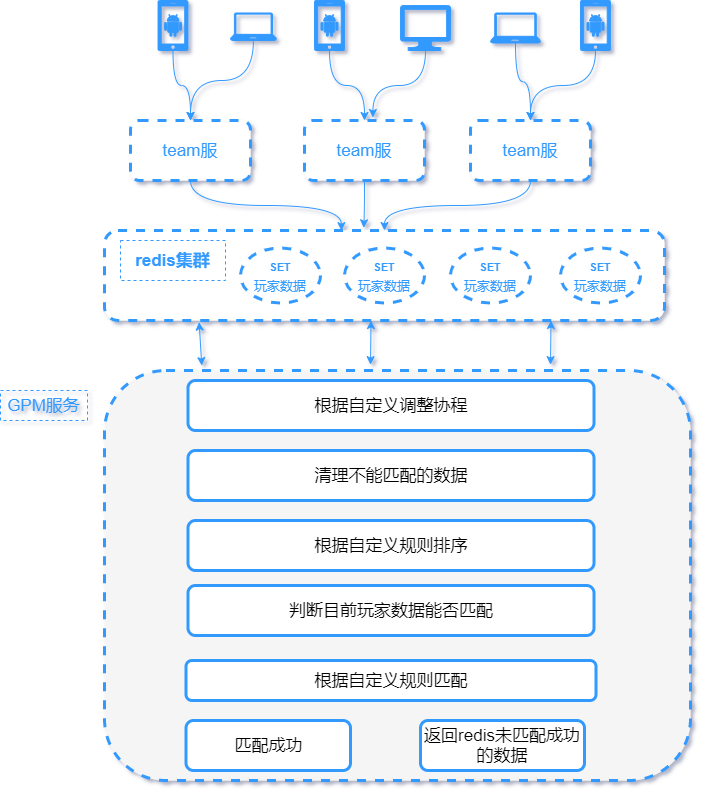 team服
team服
team服
redis集群
SET
玩家数据
SET
玩家数据
SET
玩家数据
SET
玩家数据
GPM服务
根据自定义调整协程
清理不能匹配的数据
根据自定义规则排序
判断目前玩家数据能否匹配
根据自定义规则匹配
匹配成功
返回redis未匹配成功
的数据